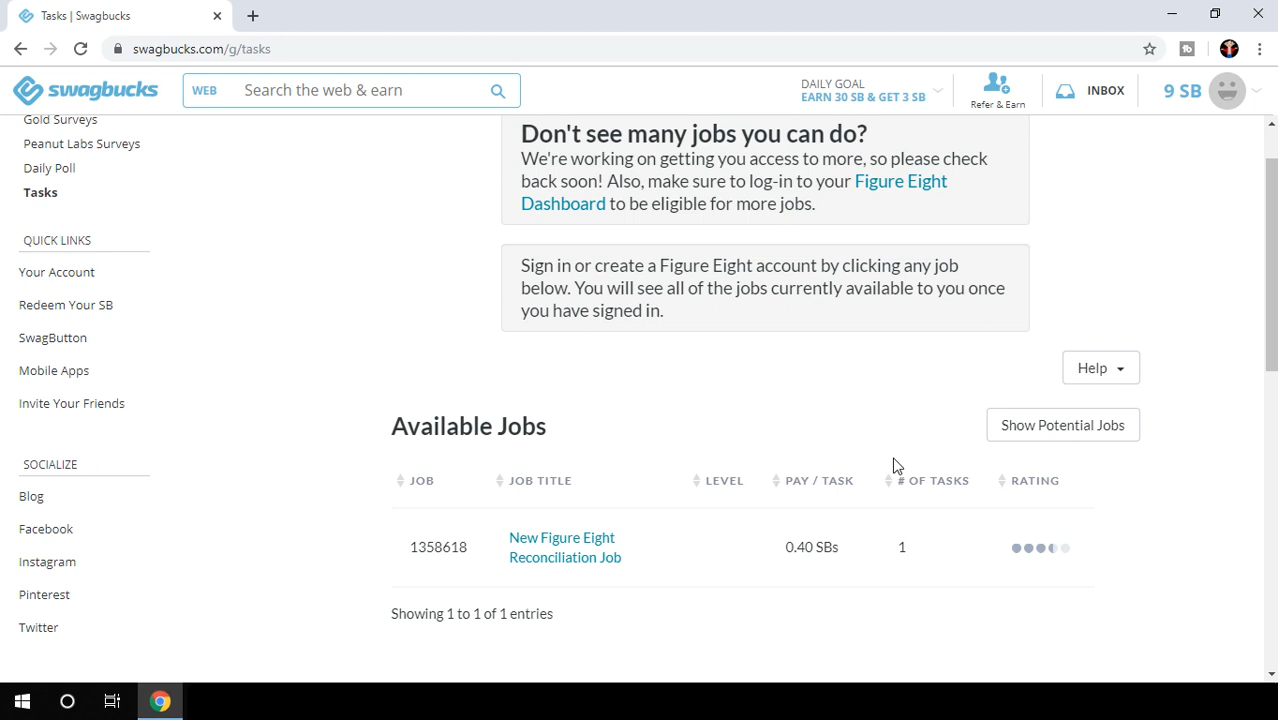 Tasks | Swagbucks
swagbucks.com/g/tasks
swagbucks
WEB
Search the web & earn
DAILY GOAL
EARN 30 SB & GET 3 SB
Refer & Earn
INBOX
9 SB
Gold Surveys
Peanut Labs Surveys
Daily Poll
Tasks
QUICK LINKS
Your Account
Redeem Your SB
SwagButton
Mobile Apps
Invite Your Friends
SOCIALIZE
Blog
Facebook
Instagram
Pinterest
Twitter
Don't see many jobs you can do?
We're working on getting you access to more, so please check
back soon! Also, make sure to log-in to your Figure Eight
Dashboard to be eligible for more jobs.
Sign in or create a Figure Eight account by clicking any job
below. You will see all of the jobs currently available to you once
you have signed in.
Help
Available Jobs
Show Potential Jobs
JOB JOB TITLE LEVEL PAY / TASK # OF TASKS RATING
1358618
New Figure Eight
Reconciliation Job
0.40 SBs
1
Showing 1 to 1 of 1 entries